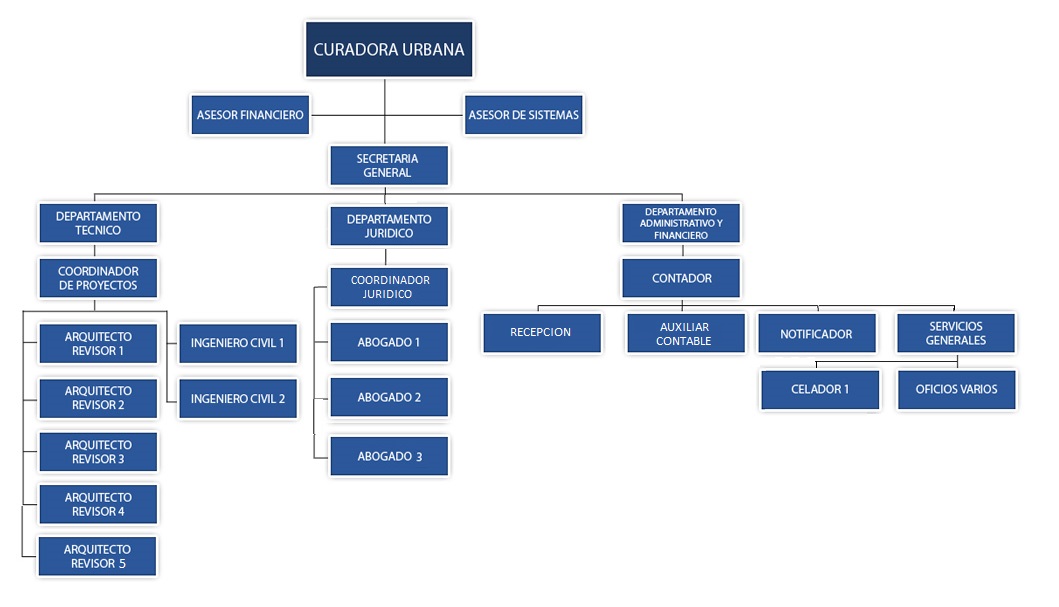 CURADORA URBANA
ASESOR FINANCIERO
ASESOR DE SISTEMAS
SECRETARIA
GENERAL
DEPARTAMENTO
TECNICO
DEPARTAMENTO
JURIDICO
DEPARTAMENTO
ADMINISTRATIVO Y
FINANCIERO
COORDINADOR
DE PROYECTOS
COORDINADOR
JURIDICO
CONTADOR
ARQUITECTO
REVISOR 1
INGENIERO CIVIL 1
ARQUITECTO
REVISOR 2
INGENIERO CIVIL 2
ARQUITECTO
REVISOR 3
ARQUITECTO
REVISOR 4
ARQUITECTO
REVISOR 5
ABOGADO 1
ABOGADO 2
ABOGADO 3
RECEPCION
AUXILIAR
CONTABLE
NOTIFICADOR
SERVICIOS
GENERALES
CELADOR 1
OFICIOS VARIOS